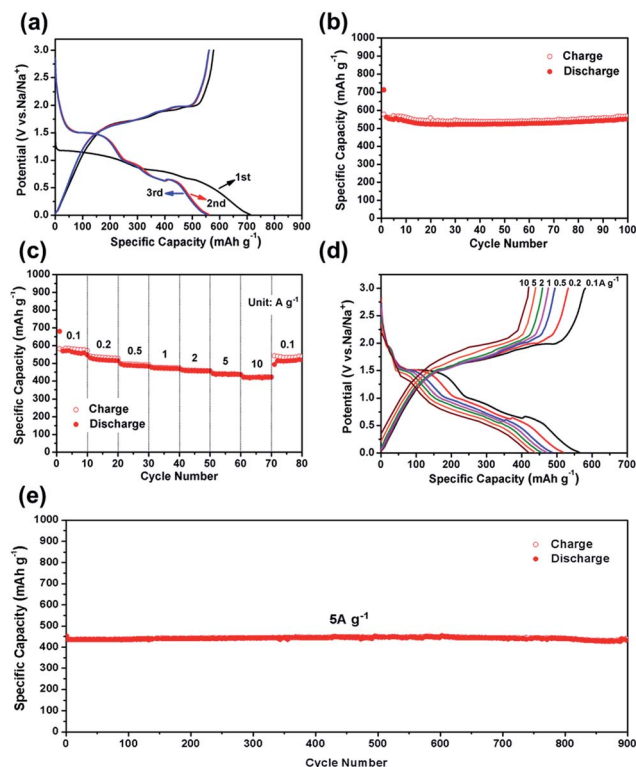 (a)
3.0
2.5
2.0
1.5
1.0
0.5
0.0
Potential (V vs.Na/Na⁺)
1st
3rd
2nd
0 100 200 300 400 500 600 700 800 900
Specific Capacity (mAh g⁻¹)
(b)
1000
900
800
700
600
500
400
300
200
100
0
Specific Capacity (mAh g⁻¹)
Charge
Discharge
0 10 20 30 40 50 60 70 80 90 100
Cycle Number
(c)
1000
900
800
700
600
500
400
300
200
100
0
Specific Capacity (mAh g⁻¹)
Unit: A g⁻¹
0.1 0.2 0.5 1 2 5 10 0.1
Charge
Discharge
0 10 20 30 40 50 60 70 80
Cycle Number
(d)
3.0
2.5
2.0
1.5
1.0
0.5
0.0
Potential (V vs.Na/Na⁺)
10 5 2 1 0.5 0.2 0.1A g⁻¹
0 100 200 300 400 500 600 700
Specific Capacity (mAh g⁻¹)
(e)
1000
900
800
700
600
500
400
300
200
100
0
Specific Capacity (mAh g⁻¹)
Charge
Discharge
5A g⁻¹
0 100 200 300 400 500 600 700 800 900
Cycle Number